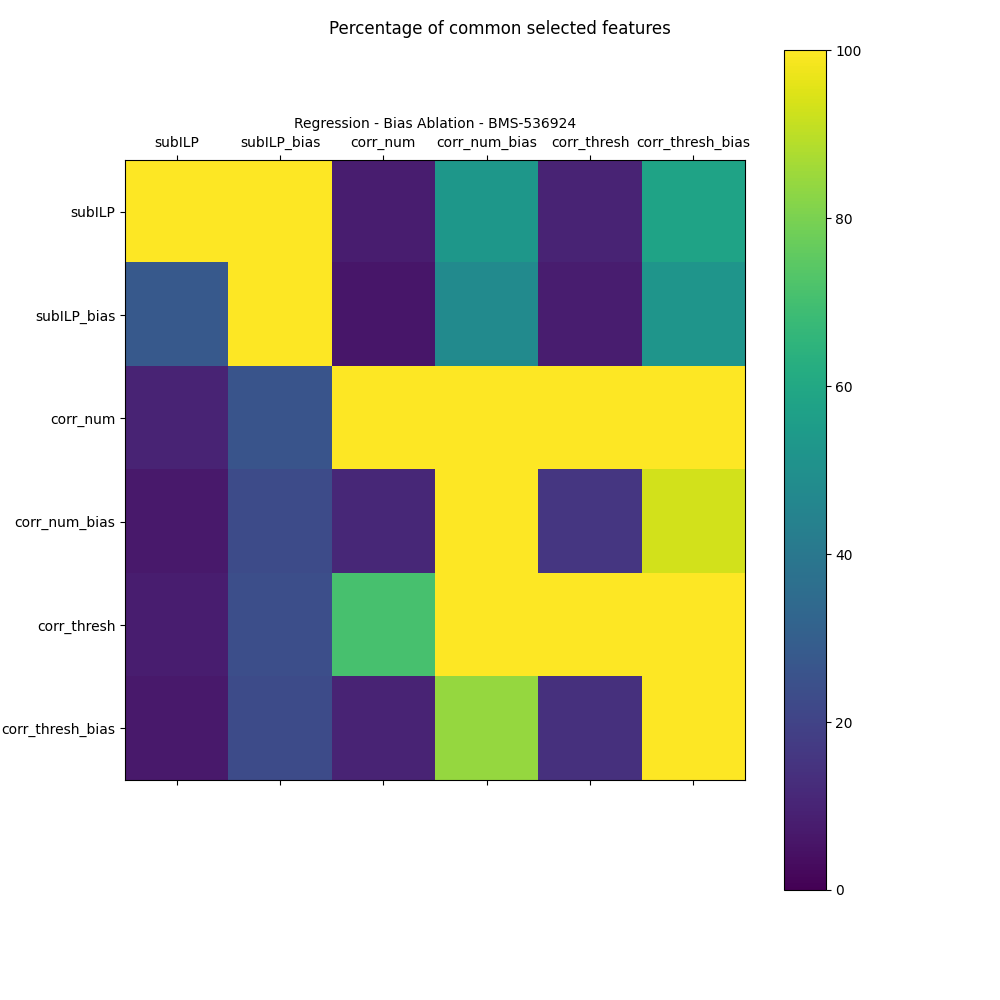 Percentage of common selected features
Regression - Bias Ablation - BMS-536924
subILP subILP_bias corr_num corr_num_bias corr_thresh corr_thresh_bias
subILP
subILP_bias
corr_num
corr_num_bias
corr_thresh
corr_thresh_bias
100
80
60
40
20
0